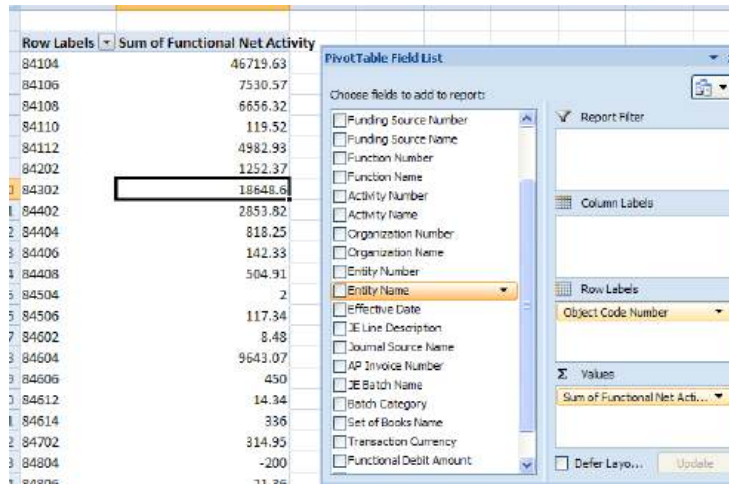 Row Labels Sum of Functional Net Activity
84104 46719.63
84106 7530.57
84108 6656.32
84110 119.52
84112 4982.93
84202 1252.37
84302 18648.6
84402 2853.82
84404 818.25
84406 142.33
84408 504.91
84504 2
84506 117.34
84602 8.48
84604 9643.07
84606 450
84612 14.34
84614 336
84702 314.95
84804 -200
84806 21.36
PivotTable Field List
Choose fields to add to report:
Funding Source Number
Funding Source Name
Function Number
Function Name
Activity Number
Activity Name
Organization Number
Organization Name
Entity Number
Entity Name
Effective Date
JE Line Description
Journal Source Name
AP Invoice Number
JE Batch Name
Batch Category
Set of Books Name
Transaction Currency
Functional Debit Amount
Report Filter
Column Labels
Row Labels
Object Code Number
Σ Values
Sum of Functional Net Acti...
Defer Layo... Update